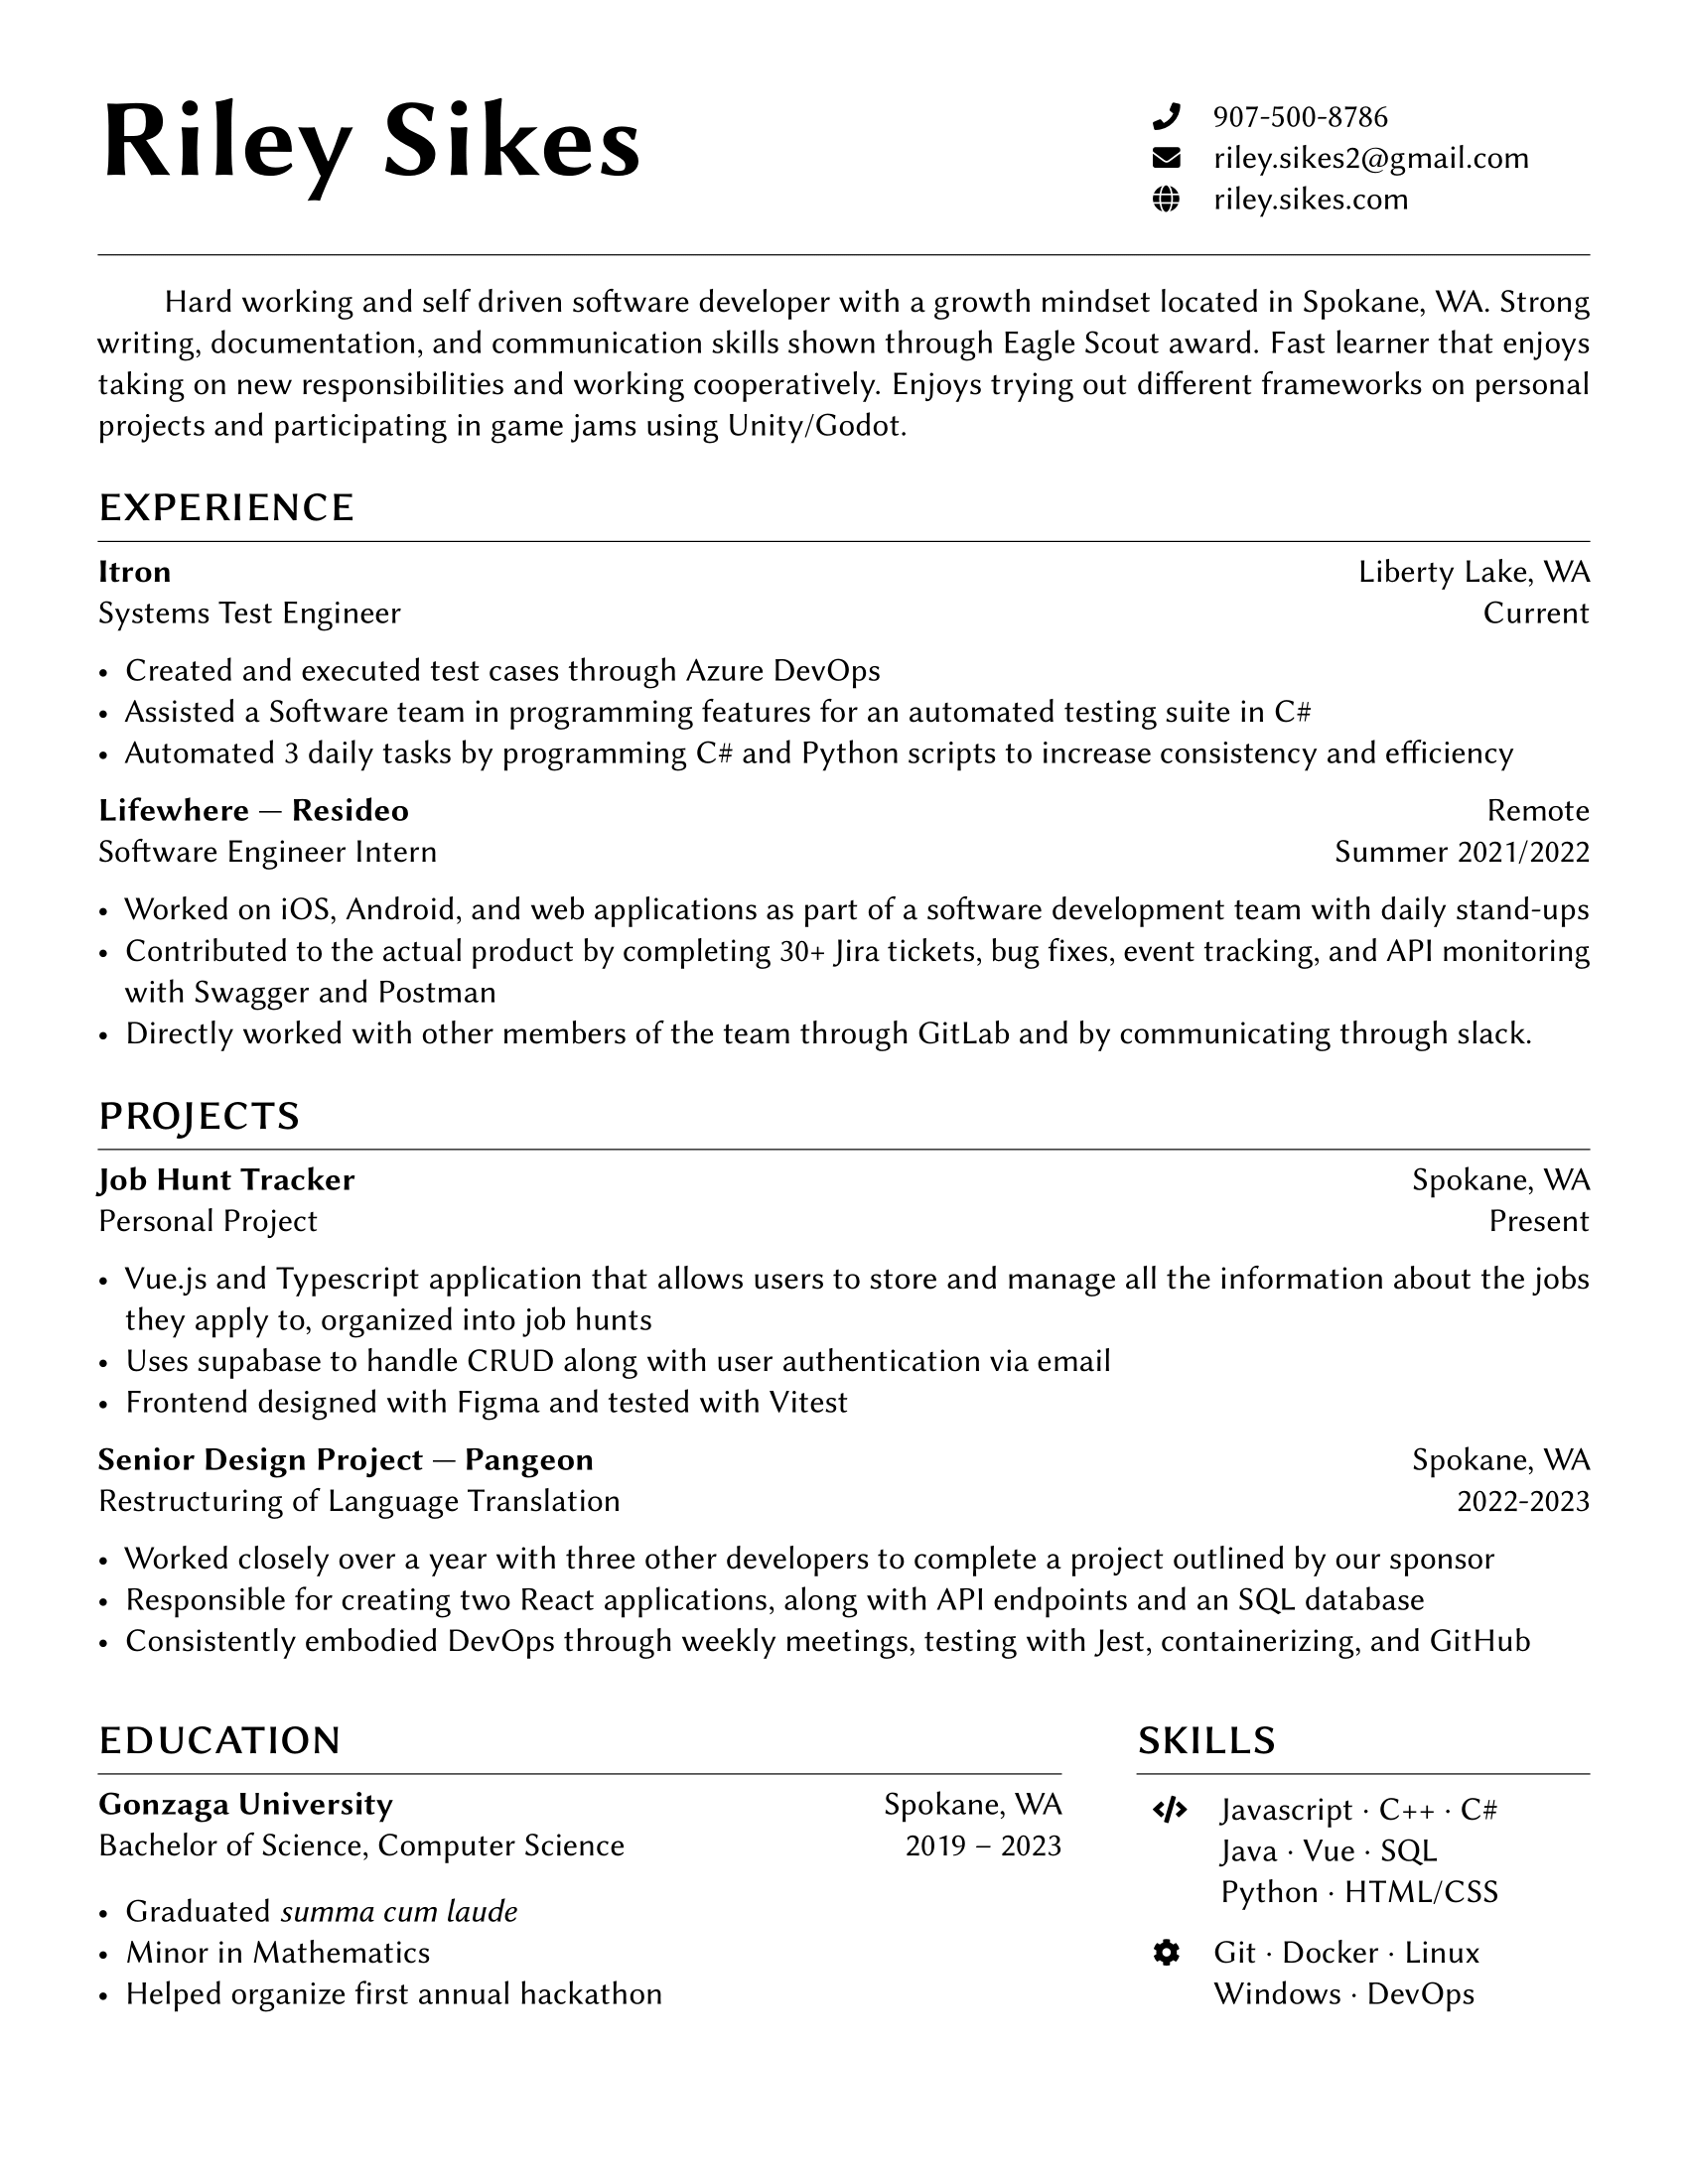 Riley Sikes
907-500-8786
riley.sikes2@gmail.com
riley.sikes.com
Hard working and self driven software developer with a growth mindset located in Spokane, WA. Strong
writing, documentation, and communication skills shown through Eagle Scout award. Fast learner that enjoys
taking on new responsibilities and working cooperatively. Enjoys trying out different frameworks on personal
projects and participating in game jams using Unity/Godot.
EXPERIENCE
Itron Liberty Lake, WA
Systems Test Engineer Current
• Created and executed test cases through Azure DevOps
• Assisted a Software team in programming features for an automated testing suite in C#
• Automated 3 daily tasks by programming C# and Python scripts to increase consistency and efficiency
Lifewhere — Resideo Remote
Software Engineer Intern Summer 2021/2022
• Worked on iOS, Android, and web applications as part of a software development team with daily stand-ups
• Contributed to the actual product by completing 30+ Jira tickets, bug fixes, event tracking, and API monitoring
with Swagger and Postman
• Directly worked with other members of the team through GitLab and by communicating through slack.
PROJECTS
Job Hunt Tracker Spokane, WA
Personal Project Present
• Vue.js and Typescript application that allows users to store and manage all the information about the jobs
they apply to, organized into job hunts
• Uses supabase to handle CRUD along with user authentication via email
• Frontend designed with Figma and tested with Vitest
Senior Design Project — Pangeon Spokane, WA
Restructuring of Language Translation 2022-2023
• Worked closely over a year with three other developers to complete a project outlined by our sponsor
• Responsible for creating two React applications, along with API endpoints and an SQL database
• Consistently embodied DevOps through weekly meetings, testing with Jest, containerizing, and GitHub
EDUCATION
Gonzaga University Spokane, WA
Bachelor of Science, Computer Science 2019 – 2023
• Graduated summa cum laude
• Minor in Mathematics
• Helped organize first annual hackathon
SKILLS
Javascript · C++ · C#
Java · Vue · SQL
Python · HTML/CSS
Git · Docker · Linux
Windows · DevOps